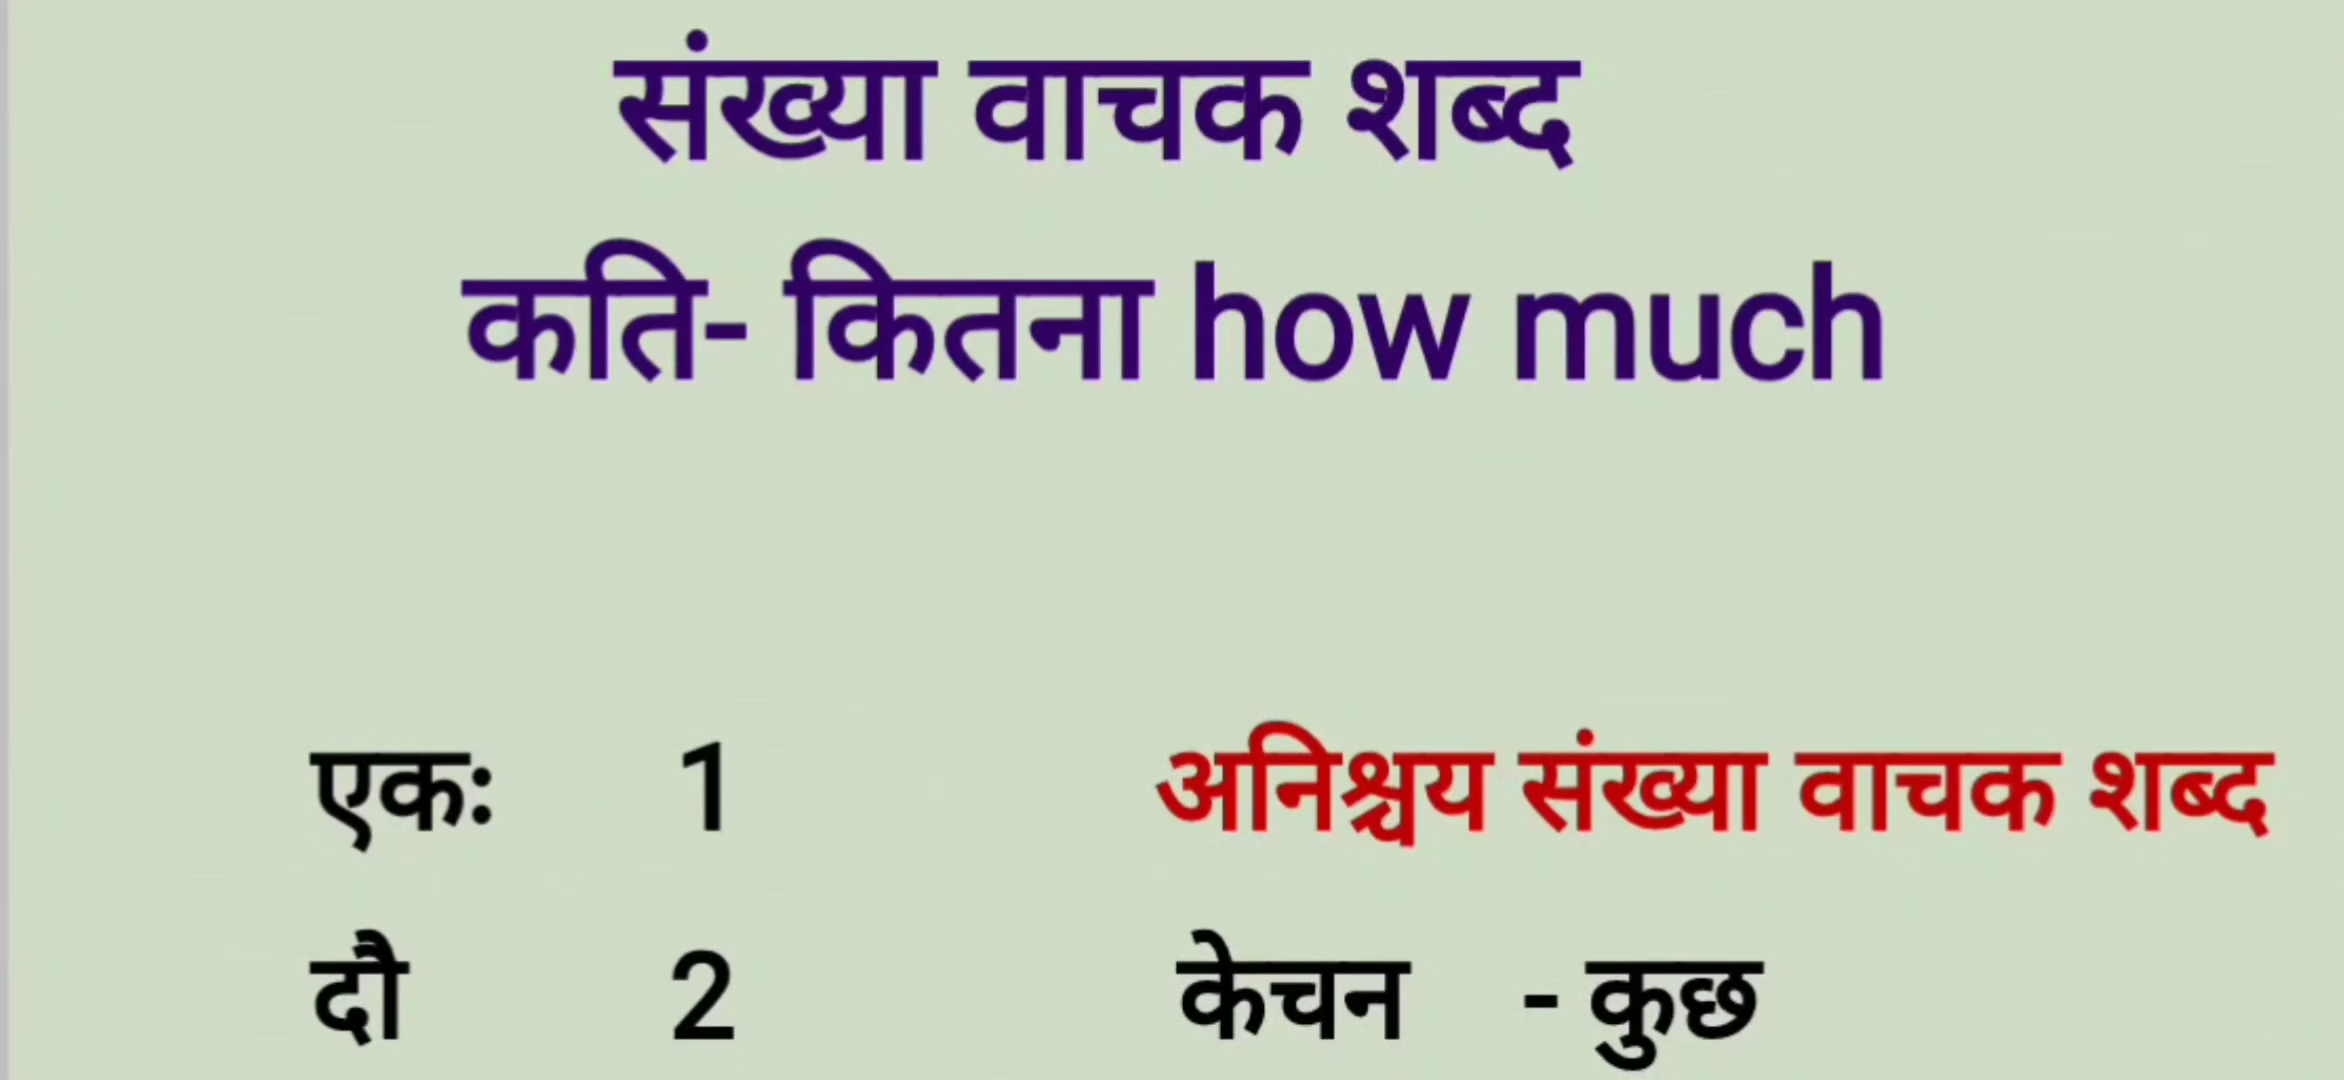 संख्या वाचक शब्द
कति- कितना how much
एकः 1 अनिश्चय संख्या वाचक शब्द
दौ 2 केचन - कुछ